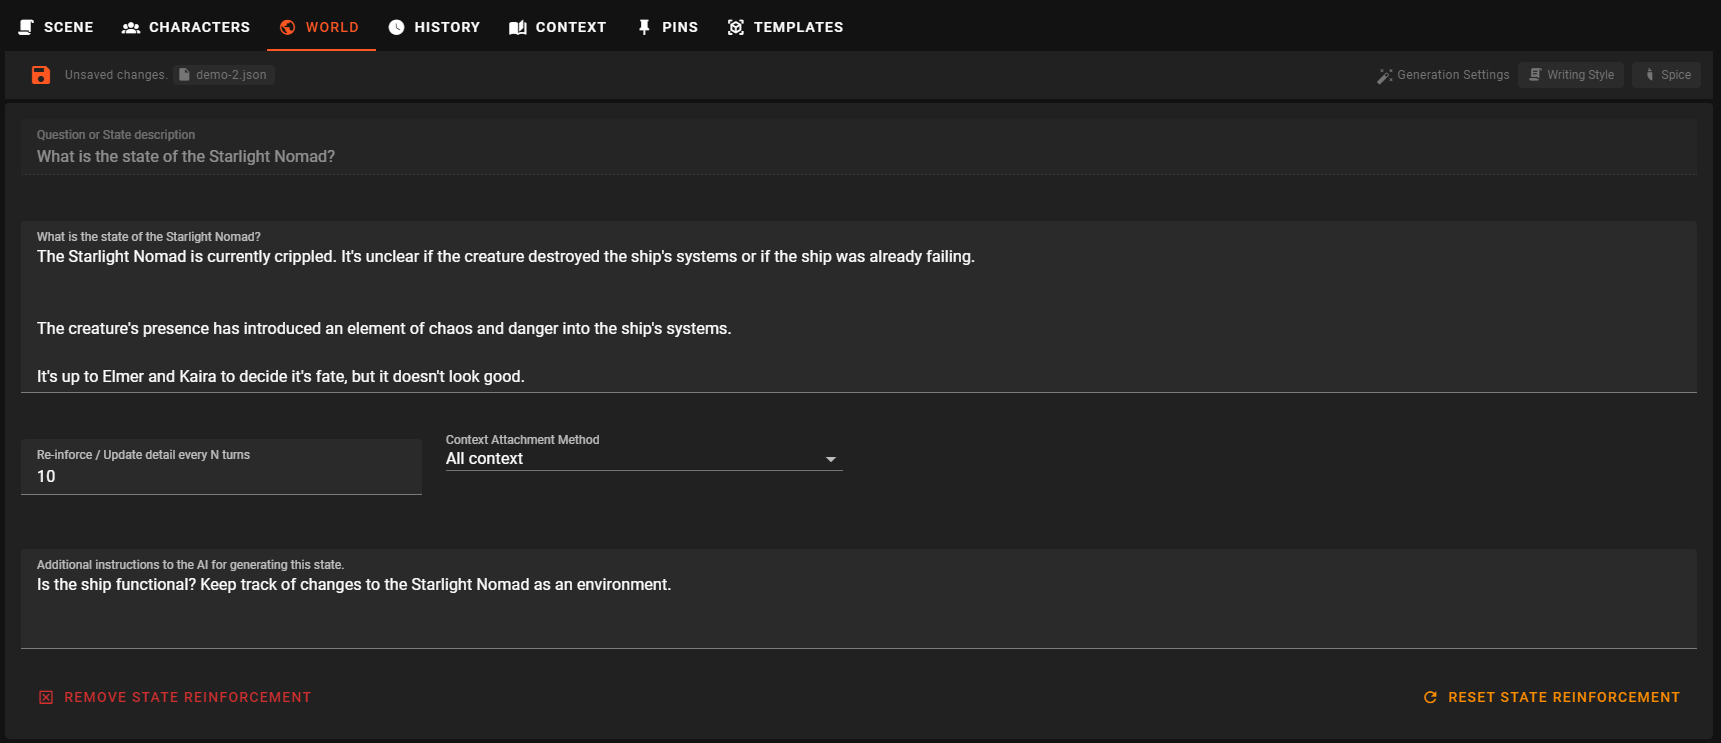 SCENE CHARACTERS WORLD HISTORY CONTEXT PINS TEMPLATES
Unsaved changes. demo-2.json Generation Settings Writing Style Spice
Question or State description
What is the state of the Starlight Nomad?
What is the state of the Starlight Nomad?
The Starlight Nomad is currently crippled. It's unclear if the creature destroyed the ship's systems or if the ship was already failing.
The creature's presence has introduced an element of chaos and danger into the ship's systems.
It's up to Elmer and Kaira to decide it's fate, but it doesn't look good.
Re-inforce / Update detail every N turns
10
Context Attachment Method
All context
Additional instructions to the AI for generating this state.
Is the ship functional? Keep track of changes to the Starlight Nomad as an environment.
REMOVE STATE REINFORCEMENT RESET STATE REINFORCEMENT